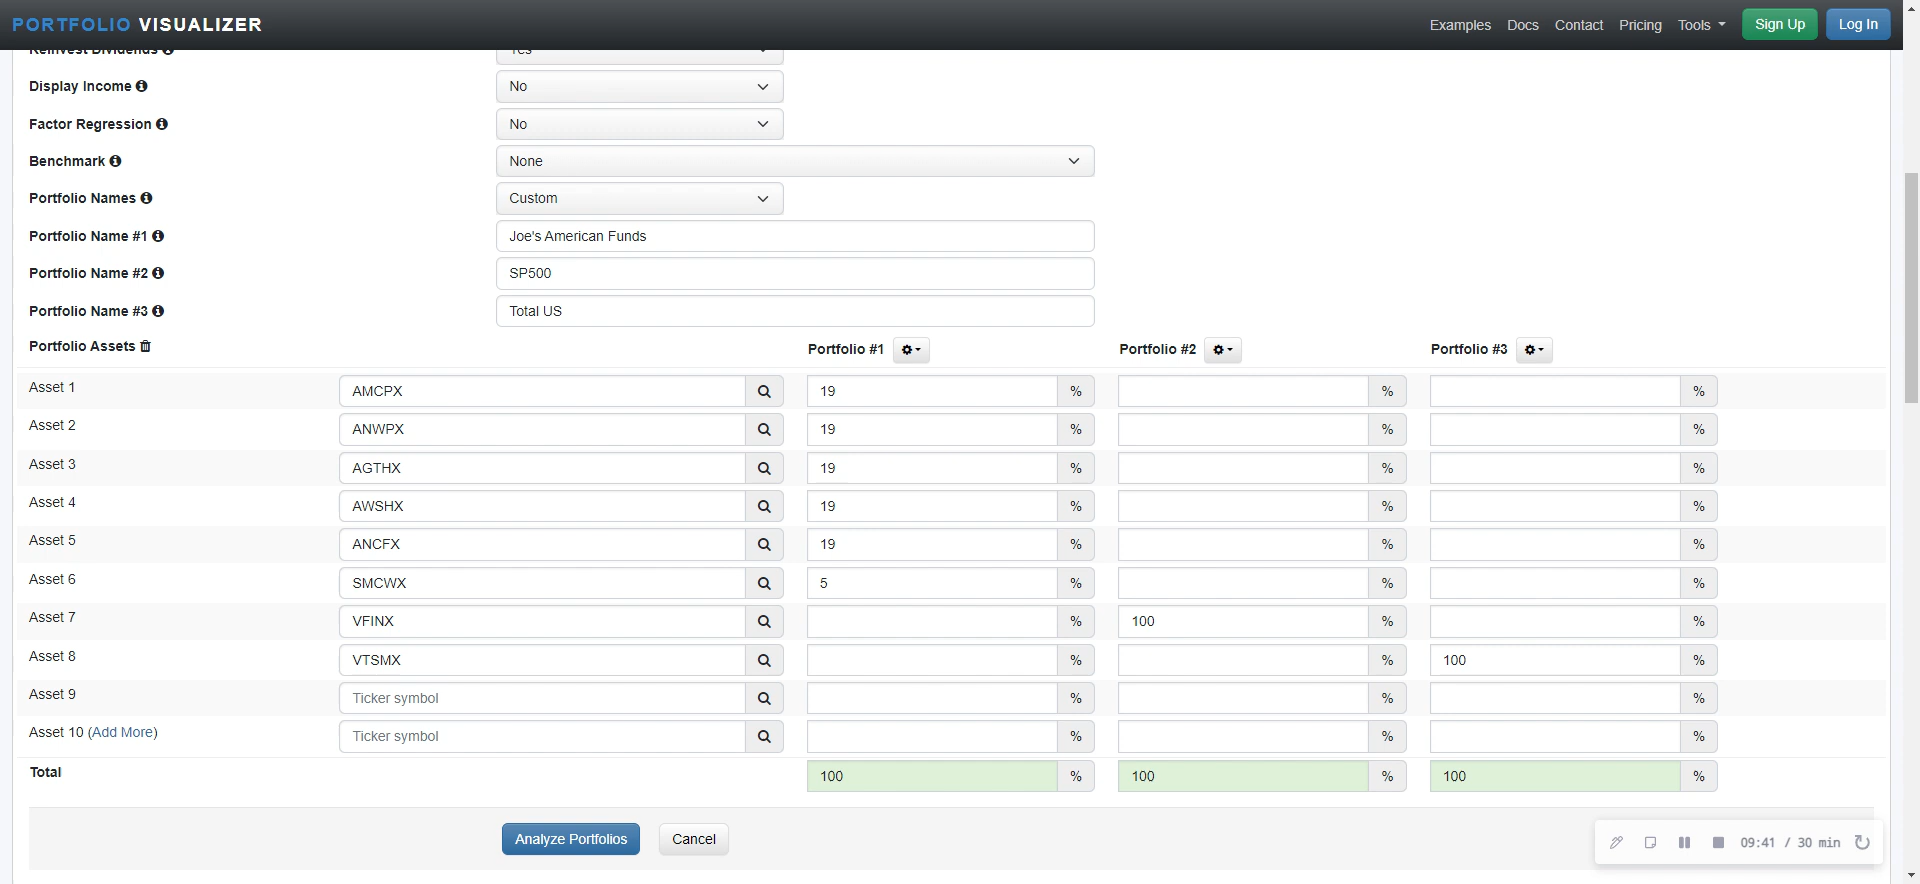 PORTFOLIO VISUALIZER Examples Docs Contact Pricing Tools Sign Up Log In
Reinvest Dividends Yes
Display Income No
Factor Regression No
Benchmark None
Portfolio Names Custom
Portfolio Name #1 Joe's American Funds
Portfolio Name #2 SP500
Portfolio Name #3 Total US
Portfolio Assets Portfolio #1 Portfolio #2 Portfolio #3
Asset 1 AMCPX 19 % % %
Asset 2 ANWPX 19 % % %
Asset 3 AGTHX 19 % % %
Asset 4 AWSHX 19 % % %
Asset 5 ANCFX 19 % % %
Asset 6 SMCWX 5 % % %
Asset 7 VFINX % 100 % %
Asset 8 VTSMX % % 100 %
Asset 9 Ticker symbol % % %
Asset 10 (Add More) Ticker symbol % % %
Total 100 % 100 % 100 %
Analyze Portfolios Cancel 09:41 / 30 min